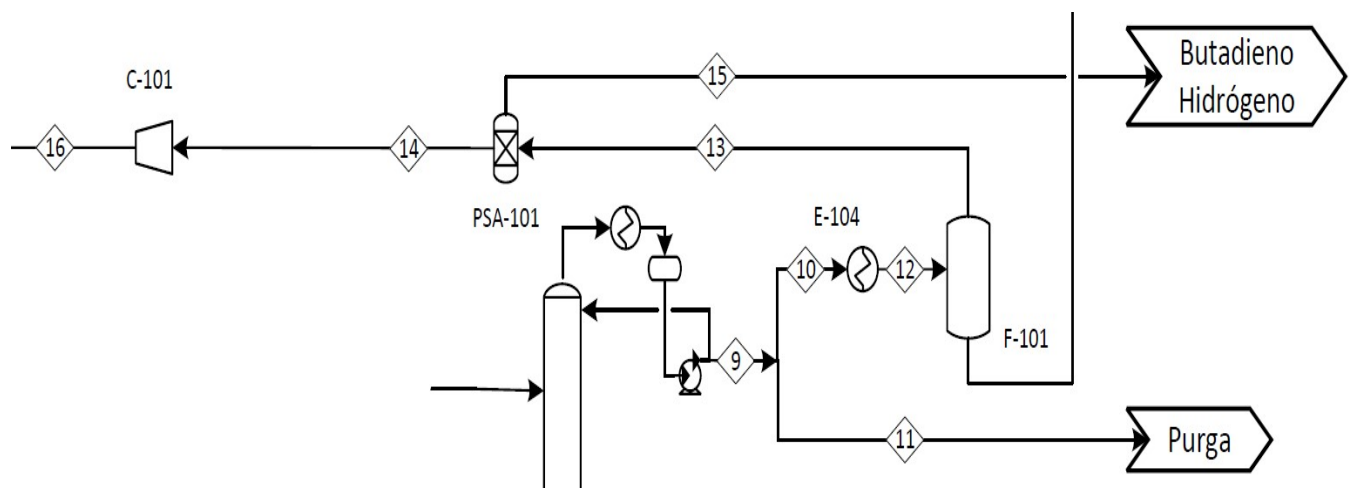 15
Butadieno
Hidrógeno
C-101
16
14
13
PSA-101
E-104
10
12
F-101
9
11
Purga